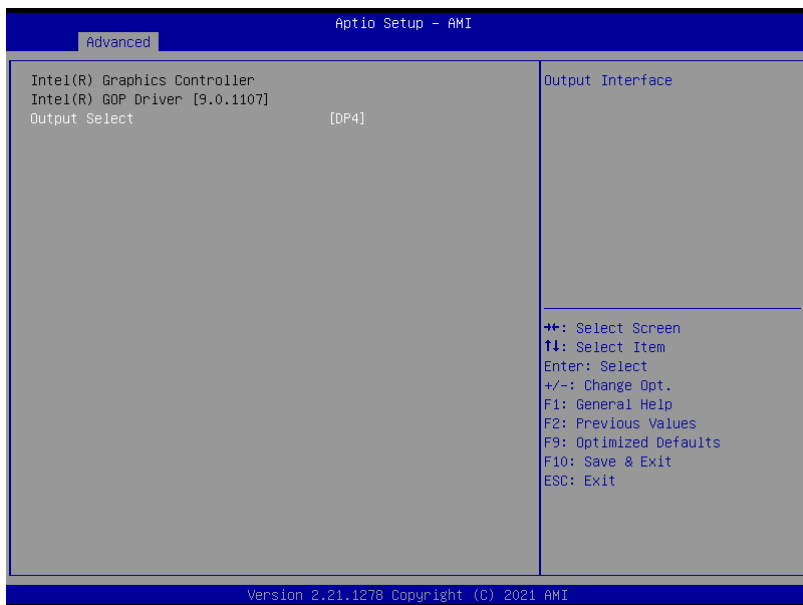 Aptio Setup – AMI
Advanced
Intel(R) Graphics Controller
Intel(R) GOP Driver [9.0.1107]
Output Select [DP4]
Output Interface
→←: Select Screen
↑↓: Select Item
Enter: Select
+/-: Change Opt.
F1: General Help
F2: Previous Values
F9: Optimized Defaults
F10: Save & Exit
ESC: Exit
Version 2.21.1278 Copyright (C) 2021 AMI